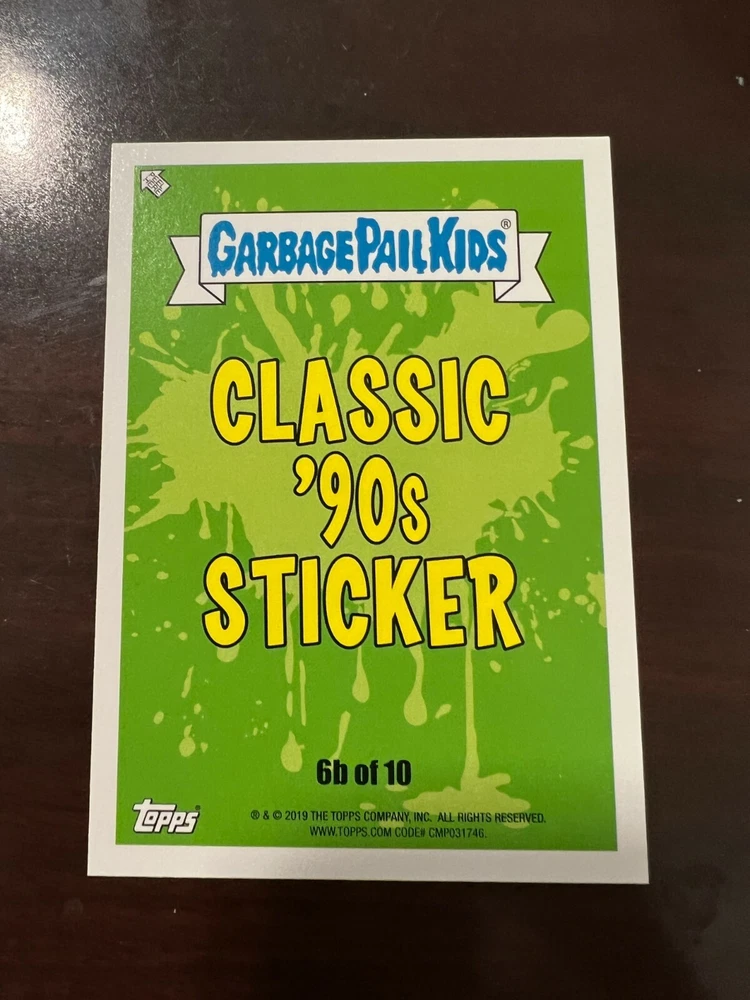 GARBAGE PAIL KIDS®
CLASSIC
'90s
STICKER
6b of 10
Topps®
® & © 2019 THE TOPPS COMPANY, INC. ALL RIGHTS RESERVED.
WWW.TOPPS.COM CODE# CMP031746.